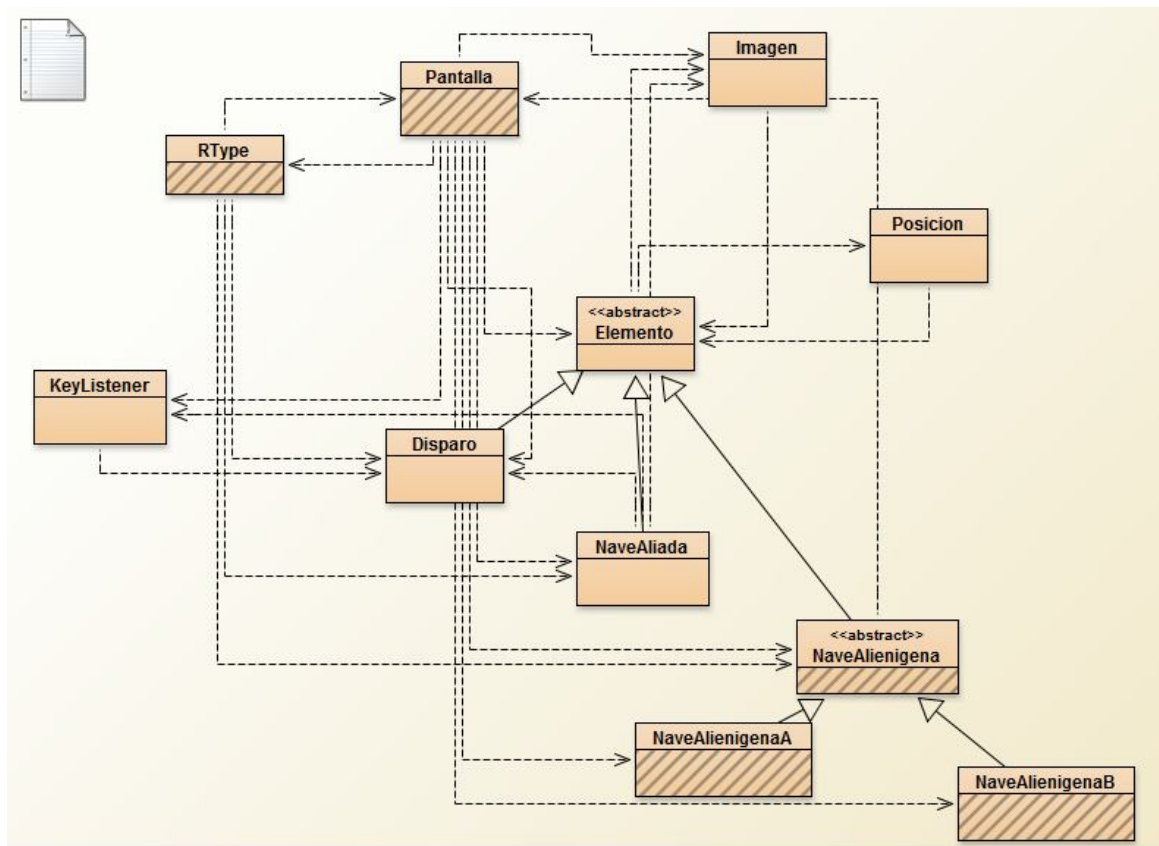 Imagen
Pantalla
RType
Posicion
<<abstract>>
Elemento
KeyListener
Disparo
NaveAliada
<<abstract>>
NaveAlienigena
NaveAlienigenaA
NaveAlienigenaB